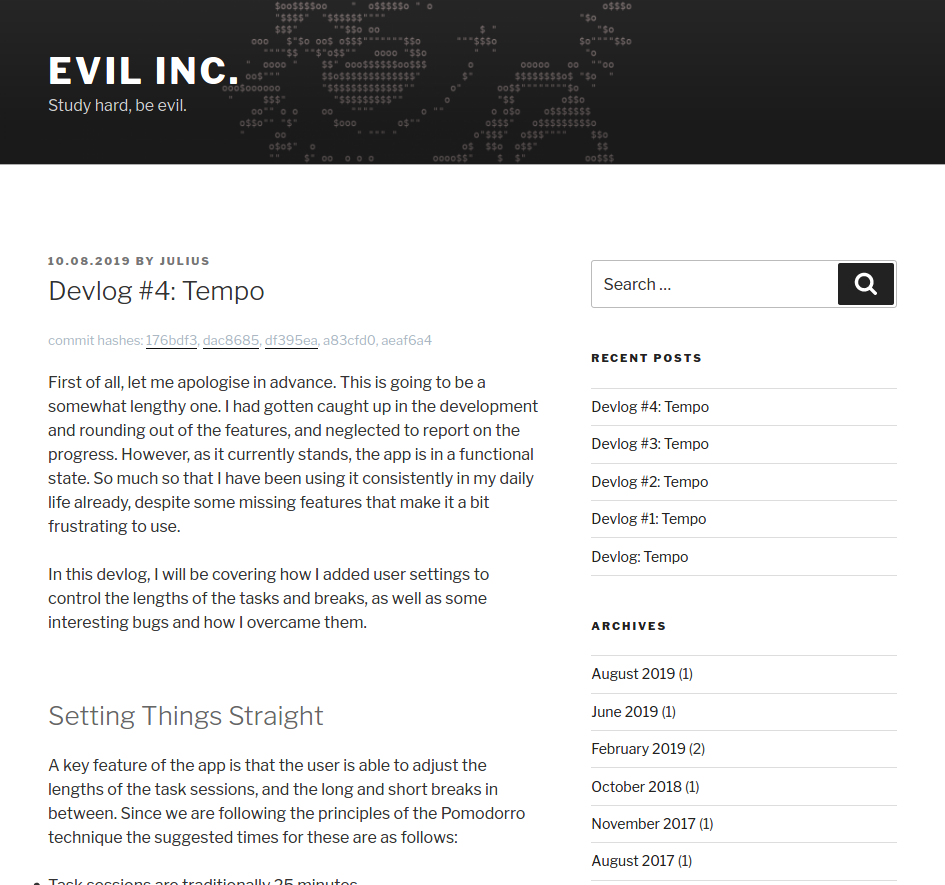 EVIL INC.
Study hard, be evil.
10.08.2019 BY JULIUS
Devlog #4: Tempo
commit hashes: 176bdf3, dac8685, df395ea, a83cfd0, aeaf6a4
First of all, let me apologise in advance. This is going to be a
somewhat lengthy one. I had gotten caught up in the development
and rounding out of the features, and neglected to report on the
progress. However, as it currently stands, the app is in a functional
state. So much so that I have been using it consistently in my daily
life already, despite some missing features that make it a bit
frustrating to use.
In this devlog, I will be covering how I added user settings to
control the lengths of the tasks and breaks, as well as some
interesting bugs and how I overcame them.
Setting Things Straight
A key feature of the app is that the user is able to adjust the
lengths of the task sessions, and the long and short breaks in
between. Since we are following the principles of the Pomodorro
technique the suggested times for these are as follows:
• Task sessions are traditionally 25 minutes
Search …
RECENT POSTS
Devlog #4: Tempo
Devlog #3: Tempo
Devlog #2: Tempo
Devlog #1: Tempo
Devlog: Tempo
ARCHIVES
August 2019 (1)
June 2019 (1)
February 2019 (2)
October 2018 (1)
November 2017 (1)
August 2017 (1)